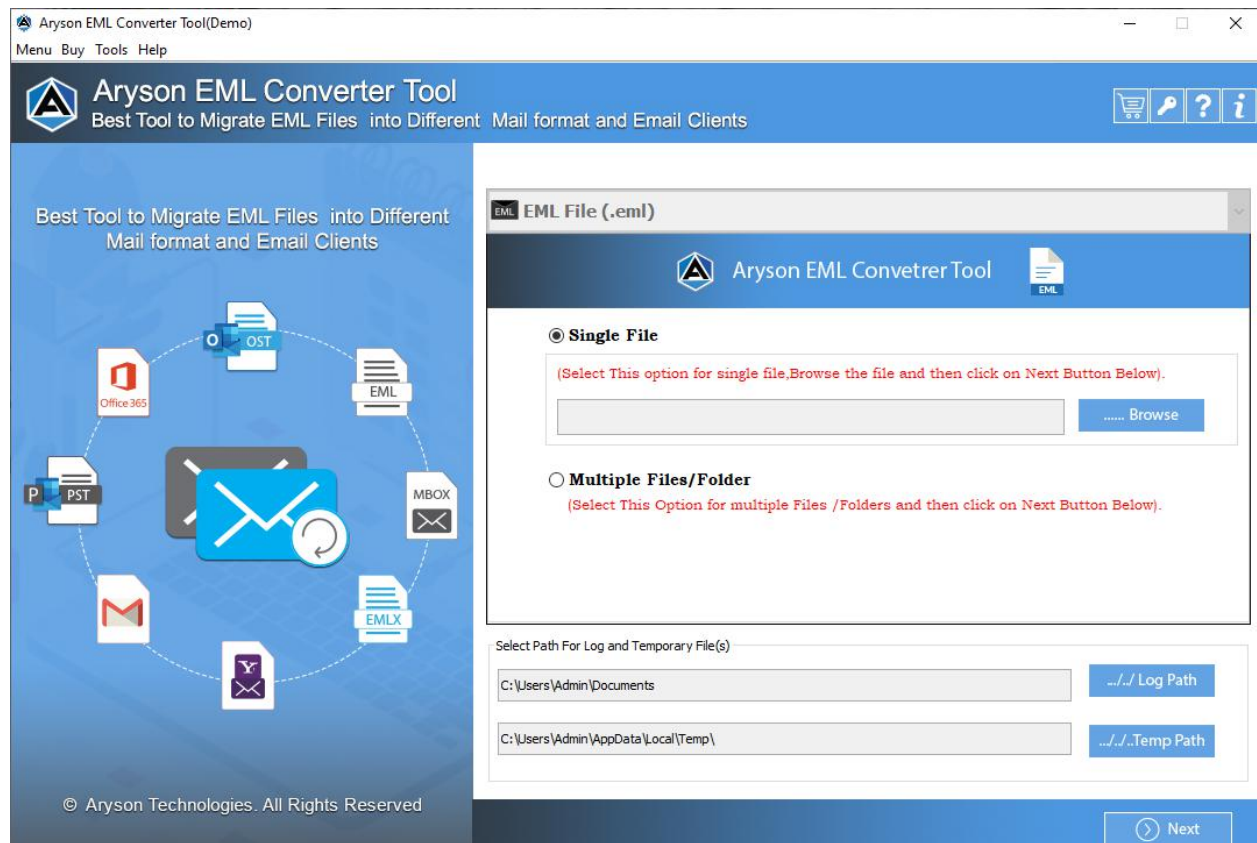 Aryson EML Converter Tool(Demo)
Menu Buy Tools Help
Aryson EML Converter Tool
Best Tool to Migrate EML Files into Different Mail format and Email Clients
Best Tool to Migrate EML Files into Different
Mail format and Email Clients
O OST
Office 365
EML
P PST
MBOX
EMLX
Y
© Aryson Technologies. All Rights Reserved
EML EML File (.eml)
Aryson EML Convetrer Tool
EML
Single File
(Select This option for single file,Browse the file and then click on Next Button Below).
...... Browse
Multiple Files/Folder
(Select This Option for multiple Files /Folders and then click on Next Button Below).
Select Path For Log and Temporary File(s)
C:\Users\Admin\Documents
.../../ Log Path
C:\Users\Admin\AppData\Local\Temp\
.../../..Temp Path
Next